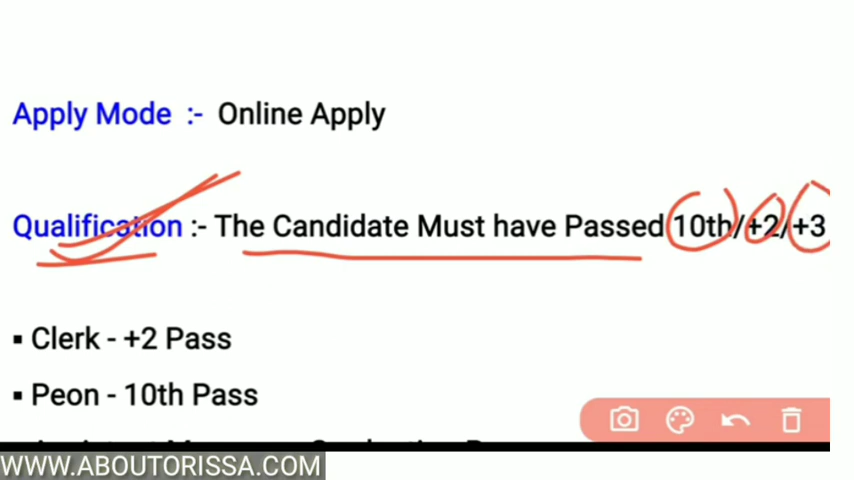 Apply Mode :- Online Apply
Qualification :- The Candidate Must have Passed 10th/+2/+3
▪ Clerk - +2 Pass
▪ Peon - 10th Pass
WWW.ABOUTORISSA.COM